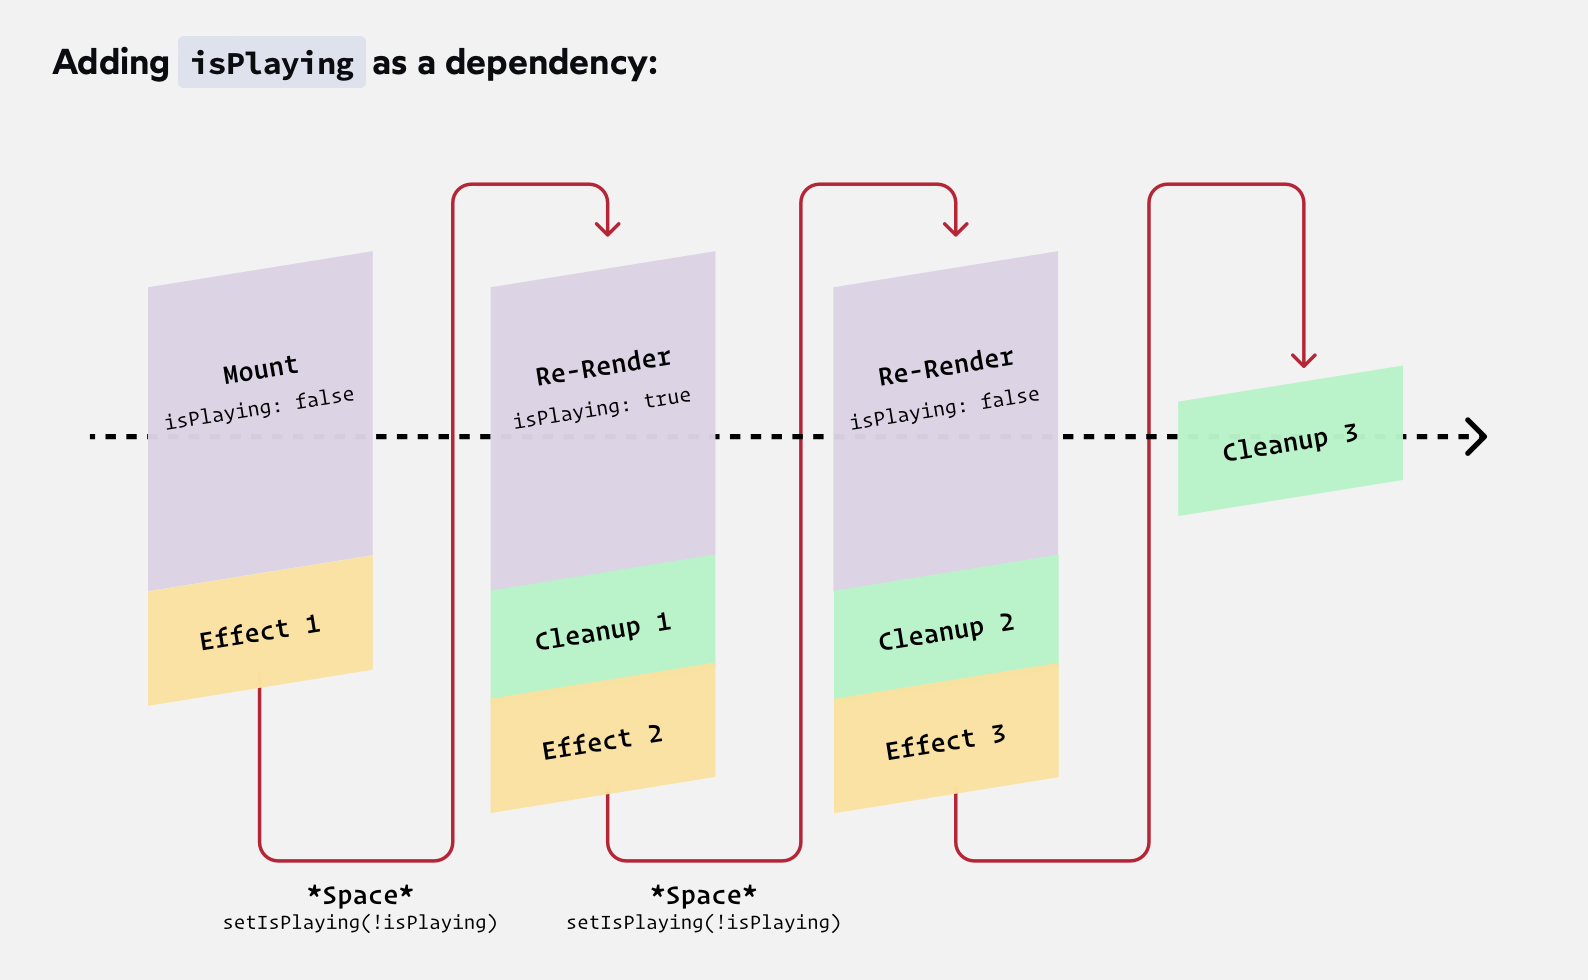 Adding isPlaying as a dependency:
Mount
isPlaying: false
Effect 1
*Space*
setIsPlaying(!isPlaying)
Re-Render
isPlaying: true
Cleanup 1
Effect 2
*Space*
setIsPlaying(!isPlaying)
Re-Render
isPlaying: false
Cleanup 2
Effect 3
Cleanup 3